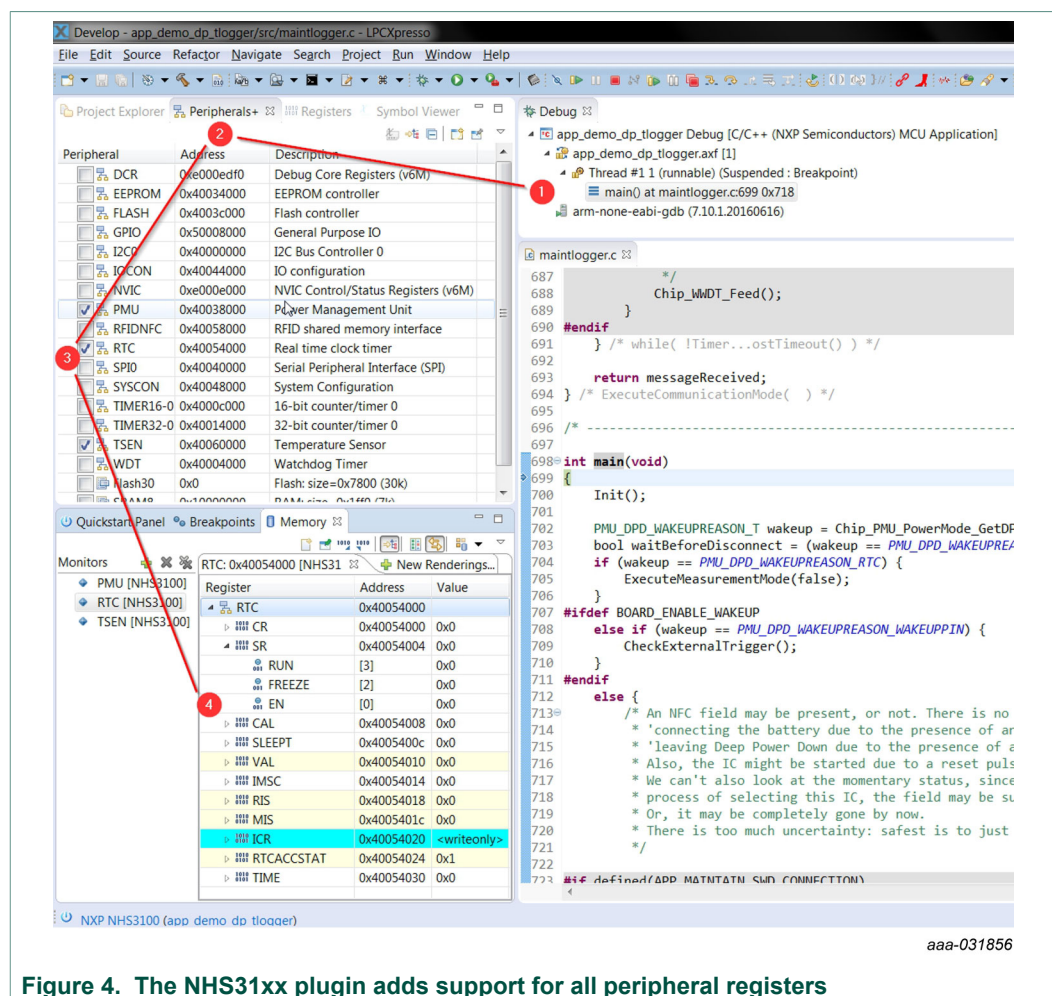 Develop - app_demo_dp_tlogger/src/maintlogger.c - LPCXpresso
File Edit Source Refactor Navigate Search Project Run Window Help
Project Explorer Peripherals+ Registers Symbol Viewer
2
Peripheral Address Description
DCR 0xe000edf0 Debug Core Registers (v6M)
EEPROM 0x40034000 EEPROM controller
FLASH 0x4003c000 Flash controller
GPIO 0x50008000 General Purpose IO
I2C0 0x40000000 I2C Bus Controller 0
IOCON 0x40044000 IO configuration
NVIC 0xe000e000 NVIC Control/Status Registers (v6M)
PMU 0x40038000 Power Management Unit
RFIDNFC 0x40058000 RFID shared memory interface
RTC 0x40054000 Real time clock timer
3
SPI0 0x40040000 Serial Peripheral Interface (SPI)
SYSCON 0x40048000 System Configuration
TIMER16-0 0x4000c000 16-bit counter/timer 0
TIMER32-0 0x40014000 32-bit counter/timer 0
TSEN 0x40060000 Temperature Sensor
WDT 0x40004000 Watchdog Timer
Flash30 0x0 Flash: size=0x7800 (30k)
SRAM8 0x10000000 RAM: size=0x1ff0 (7k)
Debug
app_demo_dp_tlogger Debug [C/C++ (NXP Semiconductors) MCU Application]
app_demo_dp_tlogger.axf [1]
Thread #1 1 (runnable) (Suspended : Breakpoint)
1
main() at maintlogger.c:699 0x718
arm-none-eabi-gdb (7.10.1.20160616)
maintlogger.c
687 */
688 Chip_WWDT_Feed();
689 }
690 #endif
691 } /* while( !Timer...ostTimeout() ) */
692
693 return messageReceived;
694 } /* ExecuteCommunicationMode( ) */
695
696 /* ------------------------------------------------------
697
698 int main(void)
699 {
700 Init();
701
702 PMU_DPD_WAKEUPREASON_T wakeup = Chip_PMU_PowerMode_GetDP
703 bool waitBeforeDisconnect = (wakeup == PMU_DPD_WAKEUPREA
704 if (wakeup == PMU_DPD_WAKEUPREASON_RTC) {
705 ExecuteMeasurementMode(false);
706 }
707 #ifdef BOARD_ENABLE_WAKEUP
708 else if (wakeup == PMU_DPD_WAKEUPREASON_WAKEUPPIN) {
709 CheckExternalTrigger();
710 }
711 #endif
712 else {
713 /* An NFC field may be present, or not. There is no
714 * 'connecting the battery due to the presence of an
715 * 'leaving Deep Power Down due to the presence of a
716 * Also, the IC might be started due to a reset puls
717 * We can't also look at the momentary status, since
718 * process of selecting this IC, the field may be su
719 * Or, it may be completely gone by now.
720 * There is too much uncertainty: safest is to just
721 */
722
723 #if defined(APP_MAINTAIN_SWD_CONNECTION)
Quickstart Panel Breakpoints Memory
Monitors
PMU [NHS3100]
RTC [NHS3100]
TSEN [NHS3100]
RTC: 0x40054000 [NHS31 New Renderings...
Register Address Value
RTC 0x40054000
CR 0x40054000 0x0
SR 0x40054004 0x0
RUN [3] 0x0
FREEZE [2] 0x0
EN [0] 0x0
4
CAL 0x40054008 0x0
SLEEPT 0x4005400c 0x0
VAL 0x40054010 0x0
IMSC 0x40054014 0x0
RIS 0x40054018 0x0
MIS 0x4005401c 0x0
ICR 0x40054020 <writeonly>
RTCACCSTAT 0x40054024 0x1
TIME 0x40054030 0x0
NXP NHS3100 (app_demo_dp_tlogger)
aaa-031856
Figure 4. The NHS31xx plugin adds support for all peripheral registers